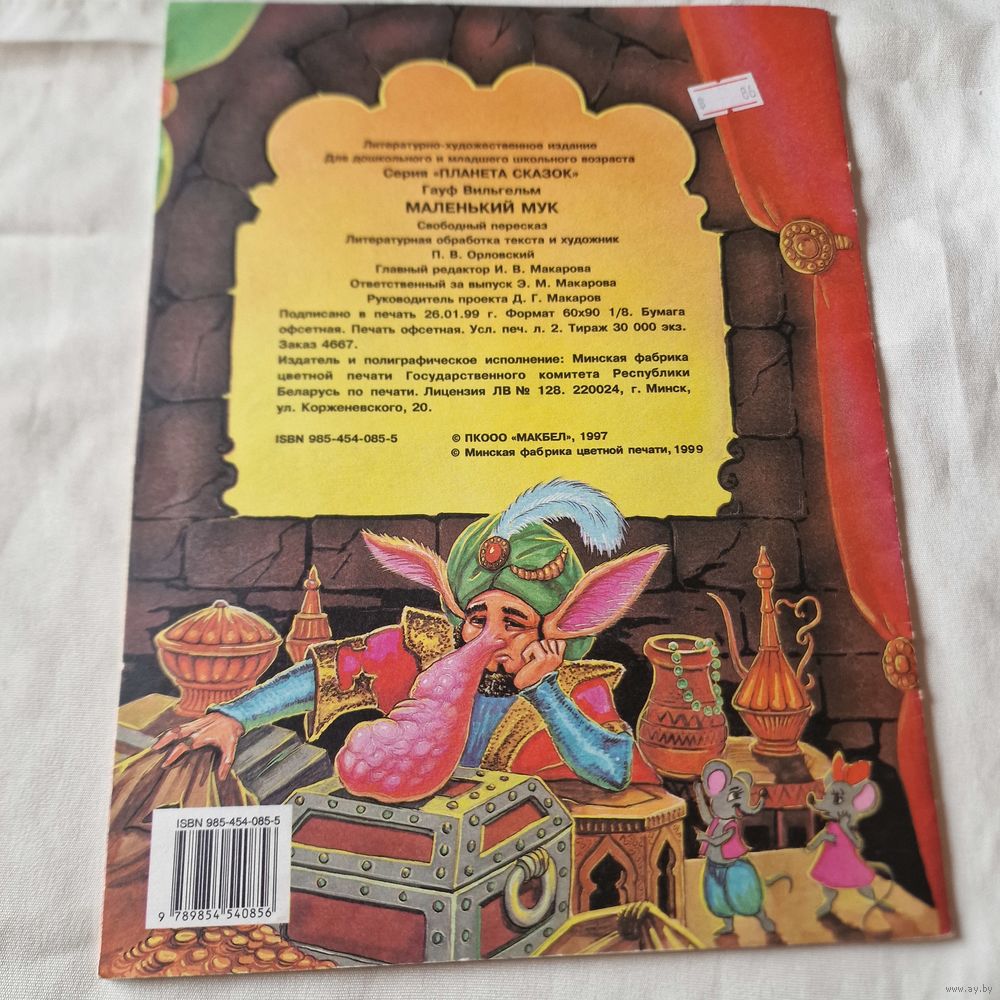 Литературно-художественное издание
Для дошкольного и младшего школьного возраста
Серия «ПЛАНЕТА СКАЗОК»
Гауф Вильгельм
МАЛЕНЬКИЙ МУК
Свободный пересказ
Литературная обработка текста и художник
П. В. Орловский
Главный редактор И. В. Макарова
Ответственный за выпуск Э. М. Макарова
Руководитель проекта Д. Г. Макаров
Подписано в печать 26.01.99 г. Формат 60x90 1/8. Бумага
офсетная. Печать офсетная. Усл. печ. л. 2. Тираж 30 000 экз.
Заказ 4667.
Издатель и полиграфическое исполнение: Минская фабрика
цветной печати Государственного комитета Республики
Беларусь по печати. Лицензия ЛВ № 128. 220024, г. Минск,
ул. Корженевского, 20.
ISBN 985-454-085-5
© ПКООО «МАКБЕЛ», 1997
© Минская фабрика цветной печати, 1999
ISBN 985-454-085-5
9 789854 540856
www.ay.by